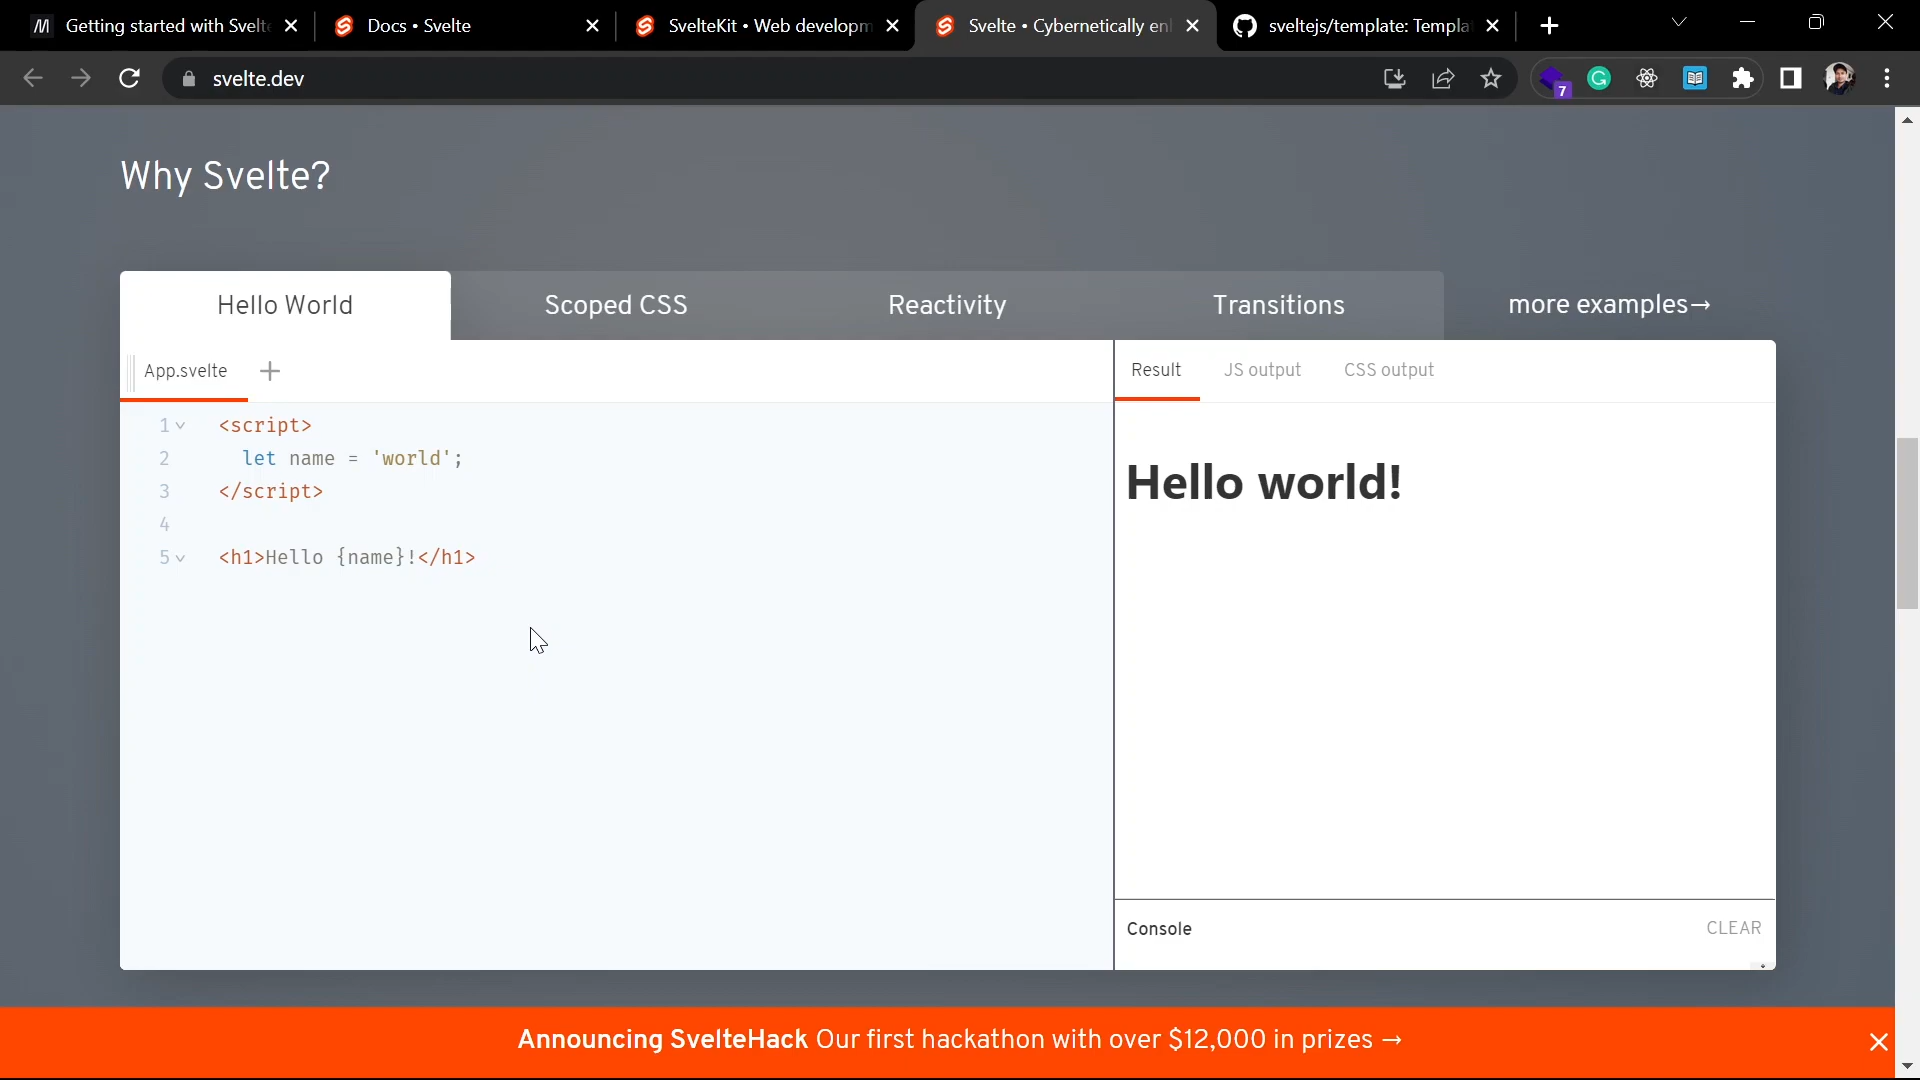 Getting started with Svelt
Docs • Svelte
SvelteKit • Web developm
Svelte • Cybernetically en
sveltejs/template: Templa
svelte.dev
7
Why Svelte?
Hello World
Scoped CSS
Reactivity
Transitions
more examples→
App.svelte
Result
JS output
CSS output
1 <script>
2 let name = 'world';
3 </script>
4
5 <h1>Hello {name}!</h1>
Hello world!
Console
CLEAR
Announcing SvelteHack Our first hackathon with over $12,000 in prizes →